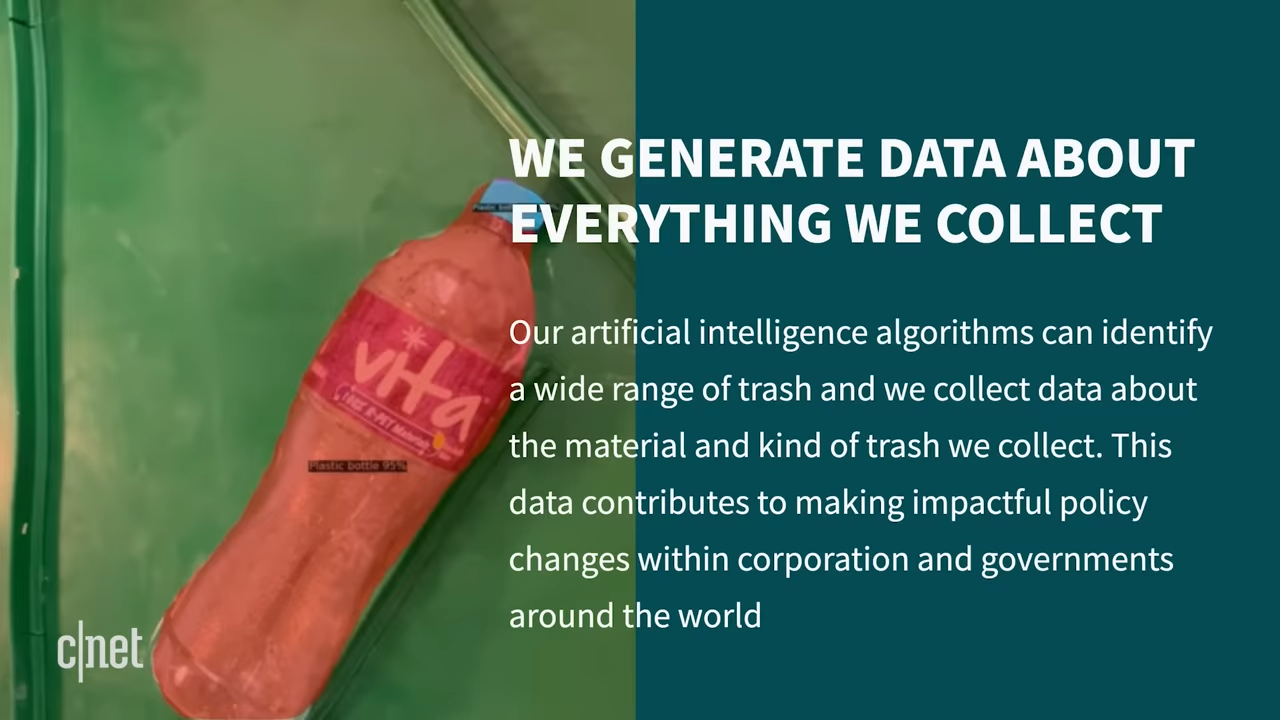 WE GENERATE DATA ABOUT
EVERYTHING WE COLLECT
Our artificial intelligence algorithms can identify
a wide range of trash and we collect data about
the material and kind of trash we collect. This
data contributes to making impactful policy
changes within corporation and governments
around the world
vita
Plastic bottle 95%
c|net